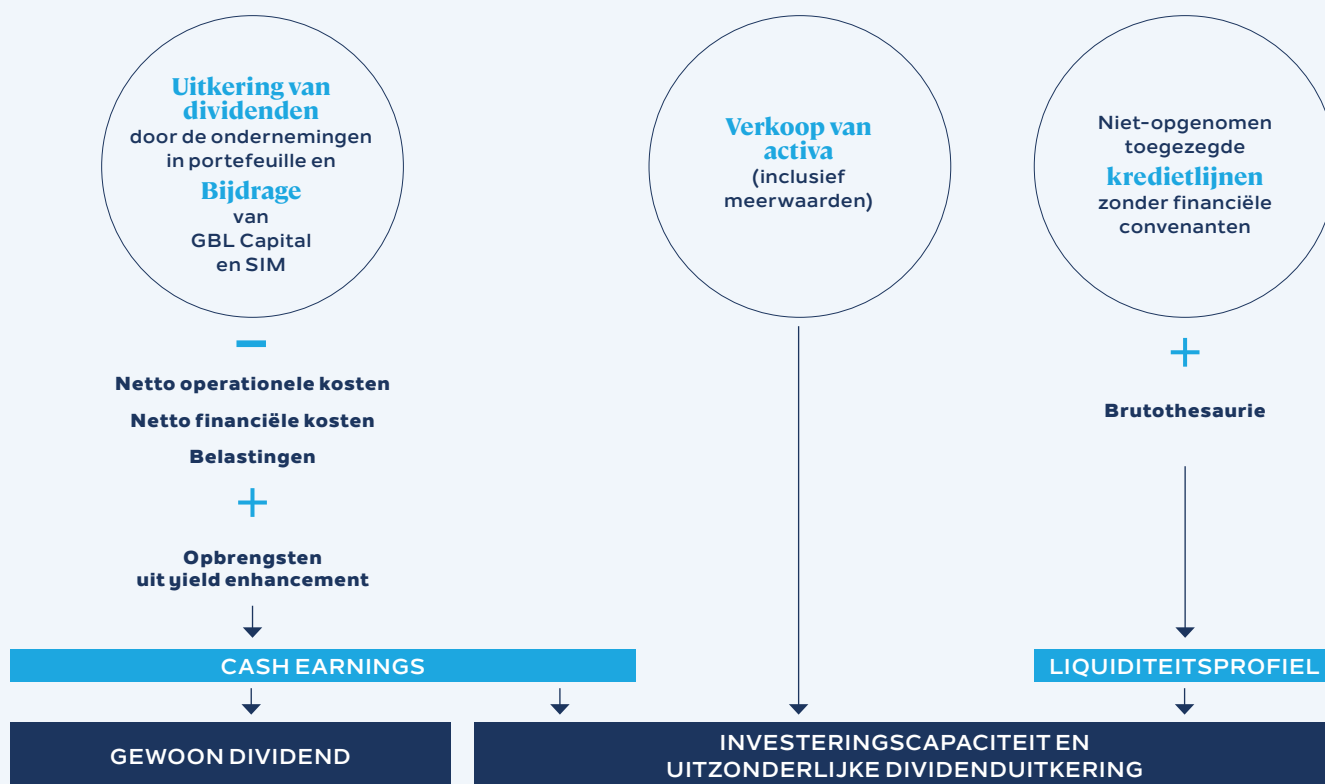 Uitkering van
dividenden
door de ondernemingen
in portefeuille en
Bijdrage
van
GBL Capital
en SIM
−
Netto operationele kosten
Netto financiële kosten
Belastingen
+
Opbrengsten
uit yield enhancement
CASH EARNINGS
GEWOON DIVIDEND
Verkoop van
activa
(inclusief
meerwaarden)
Niet-opgenomen
toegezegde
kredietlijnen
zonder financiële
convenanten
+
Brutothesaurie
LIQUIDITEITSPROFIEL
INVESTERINGSCAPACITEIT EN
UITZONDERLIJKE DIVIDENDUITKERING